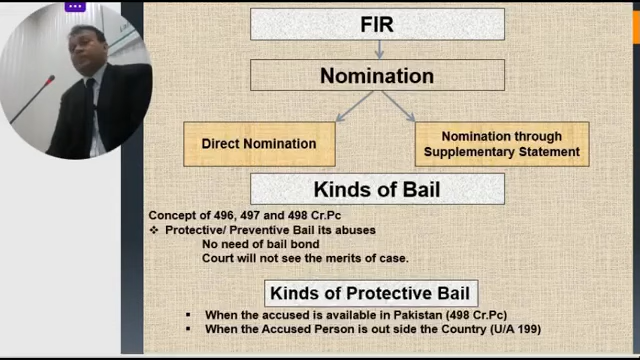 FIR
Nomination
Direct Nomination
Nomination through
Supplementary Statement
Kinds of Bail
Concept of 496, 497 and 498 Cr.Pc
❖ Protective/ Preventive Bail its abuses
No need of bail bond
Court will not see the merits of case.
Kinds of Protective Bail
▪ When the accused is available in Pakistan (498 Cr.Pc)
▪ When the Accused Person is out side the Country (U/A 199)